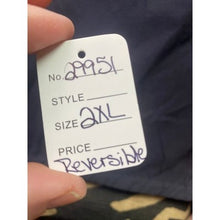 No. 29951
STYLE
SIZE 2XL
PRICE
Reversible